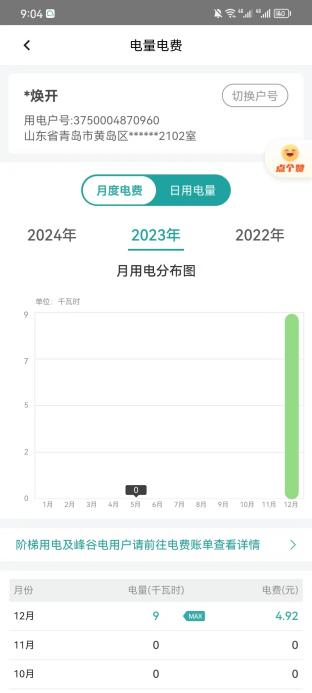 9:04
40
电量电费
*焕开
切换户号
用电户号:3750004870960
山东省青岛市黄岛区******2102室
点个赞
月度电费 日用电量
2024年 2023年 2022年
月用电分布图
单位：千瓦时
9
7
5
2
0
0
1月 2月 3月 4月 5月 6月 7月 8月 9月 10月 11月 12月
阶梯用电及峰谷电用户请前往电费账单查看详情
月份 电量(千瓦时) 电费(元)
12月 9 MAX 4.92
11月 0 0
10月 0 0